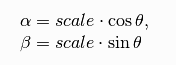 α = scale · cos θ,
β = scale · sin θ